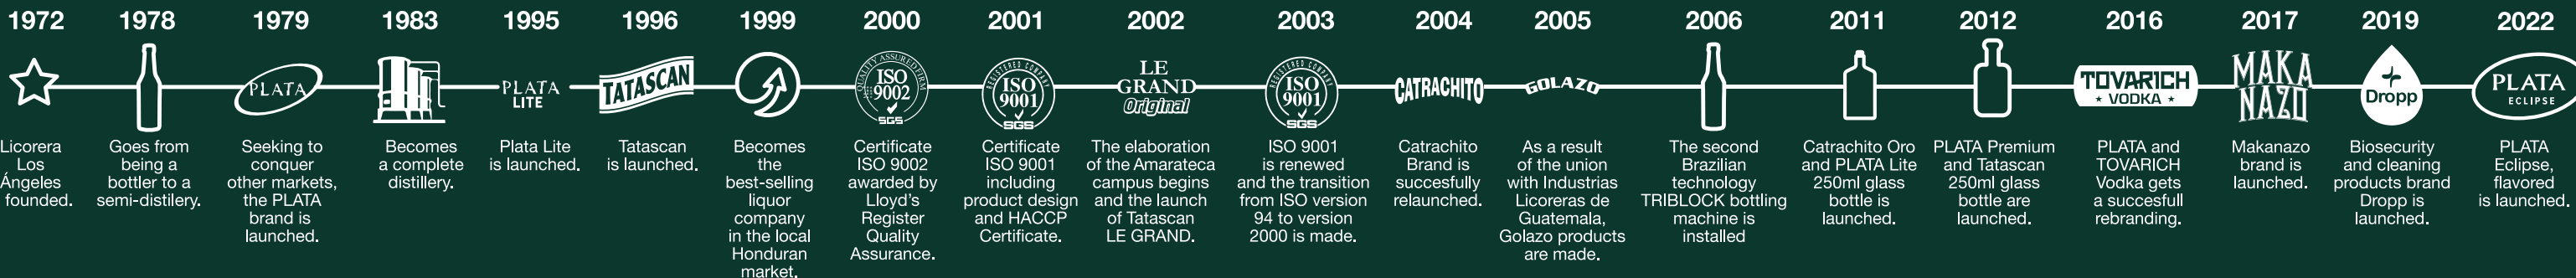 1972
Licorera
Los
Ángeles
founded.
1978
Goes from
being a
bottler to a
semi-distilery.
1979
PLATA
Seeking to
conquer
other markets,
the PLATA
brand is
launched.
1983
Becomes
a complete
distillery.
1995
PLATA
LITE
Plata Lite
is launched.
1996
TATASCAN
Tatascan
is launched.
1999
Becomes
the
best-selling
liquor
company
in the local
Honduran
market.
2000
QUALITY ASSURED FIRM
ISO
9002
SGS
Certificate
ISO 9002
awarded by
Lloyd's
Register
Quality
Assurance.
2001
REGISTERED COMPANY
ISO
9001
SGS
Certificate
ISO 9001
including
product design
and HACCP
Certificate.
2002
LE
GRAND
Original
The elaboration
of the Amarateca
campus begins
and the launch
of Tatascan
LE GRAND.
2003
REGISTERED COMPANY
ISO
9001
SGS
ISO 9001
is renewed
and the transition
from ISO version
94 to version
2000 is made.
2004
CATRACHITO
Catrachito
Brand is
succesfully
relaunched.
2005
GOLAZO
As a result
of the union
with Industrias
Licoreras de
Guatemala,
Golazo products
are made.
2006
The second
Brazilian
technology
TRIBLOCK bottling
machine is
installed
2011
Catrachito Oro
and PLATA Lite
250ml glass
bottle is
launched.
2012
PLATA Premium
and Tatascan
250ml glass
bottle are
launched.
2016
TOVARICH
VODKA
PLATA and
TOVARICH
Vodka gets
a succesfull
rebranding.
2017
MAKA
NAZO
Makanazo
brand is
launched.
2019
Dropp
Biosecurity
and cleaning
products brand
Dropp is
launched.
2022
PLATA
ECLIPSE
PLATA
Eclipse,
flavored
is launched.